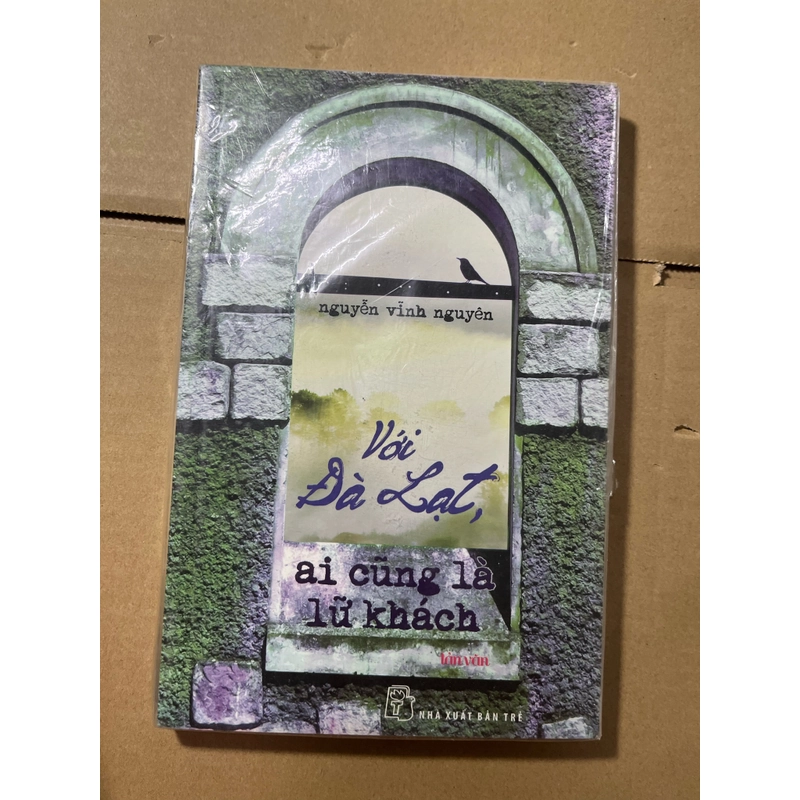 nguyễn vĩnh nguyên
Với
Đà Lạt,
ai cũng là
lữ khách
tản văn
NHÀ XUẤT BẢN TRẺ